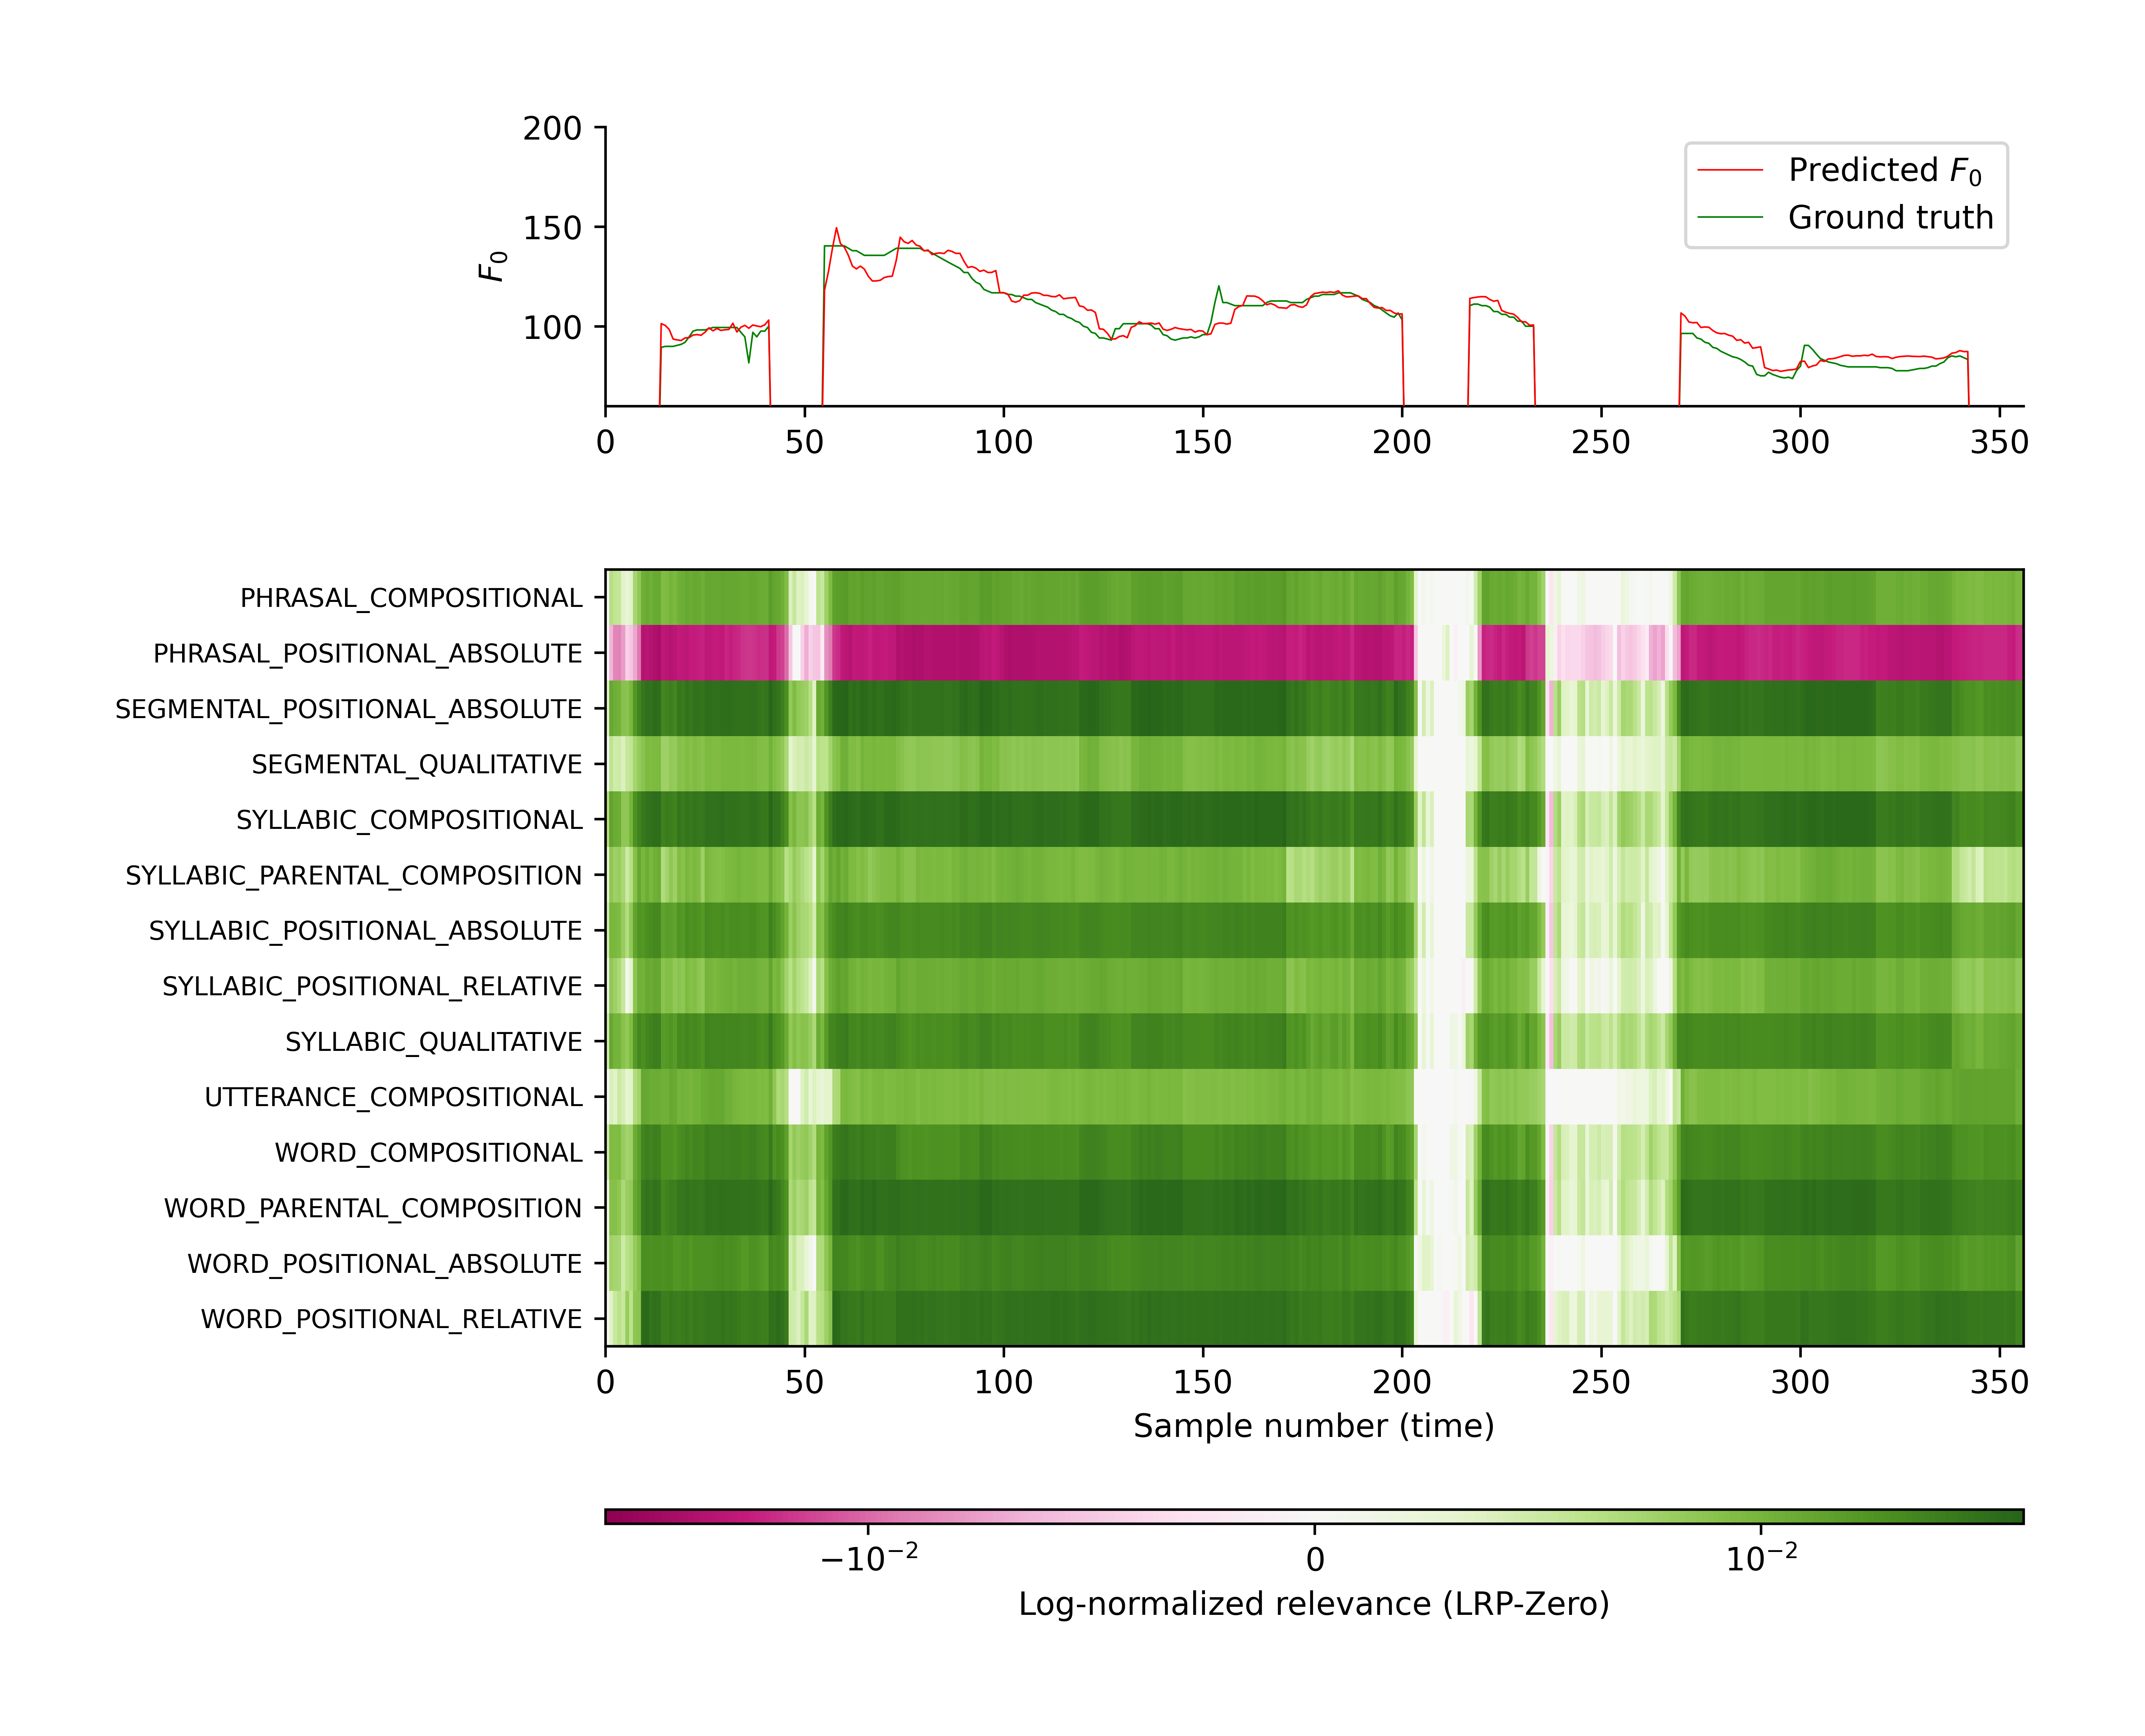 200
150
100
F0
Predicted F0
Ground truth
0 50 100 150 200 250 300 350
PHRASAL_COMPOSITIONAL
PHRASAL_POSITIONAL_ABSOLUTE
SEGMENTAL_POSITIONAL_ABSOLUTE
SEGMENTAL_QUALITATIVE
SYLLABIC_COMPOSITIONAL
SYLLABIC_PARENTAL_COMPOSITION
SYLLABIC_POSITIONAL_ABSOLUTE
SYLLABIC_POSITIONAL_RELATIVE
SYLLABIC_QUALITATIVE
UTTERANCE_COMPOSITIONAL
WORD_COMPOSITIONAL
WORD_PARENTAL_COMPOSITION
WORD_POSITIONAL_ABSOLUTE
WORD_POSITIONAL_RELATIVE
0 50 100 150 200 250 300 350
Sample number (time)
−10⁻² 0 10⁻²
Log-normalized relevance (LRP-Zero)